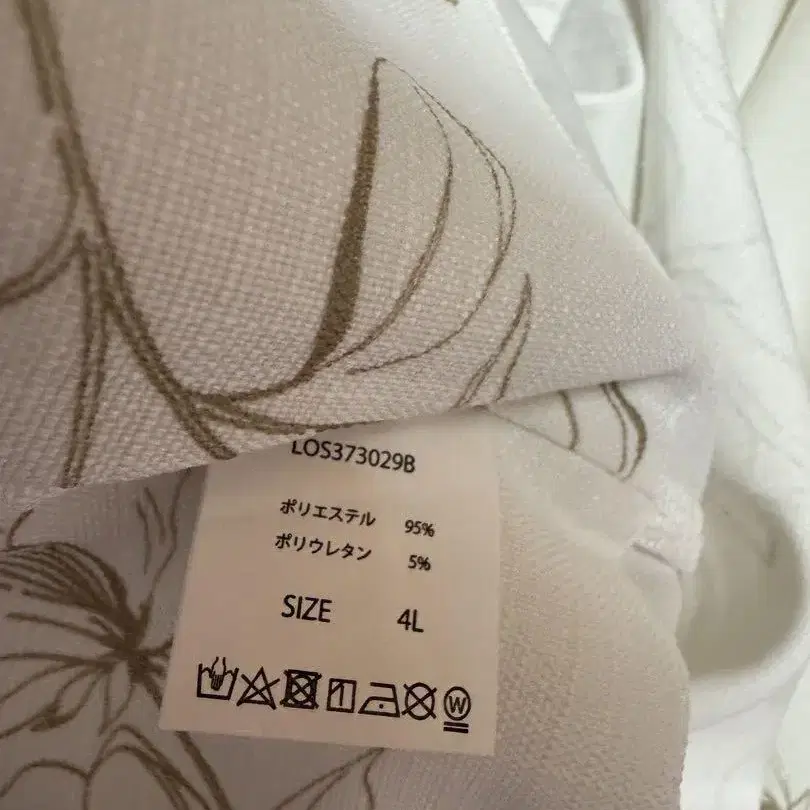 LOS373029B
ポリエステル 95%
ポリウレタン 5%
SIZE 4L
W